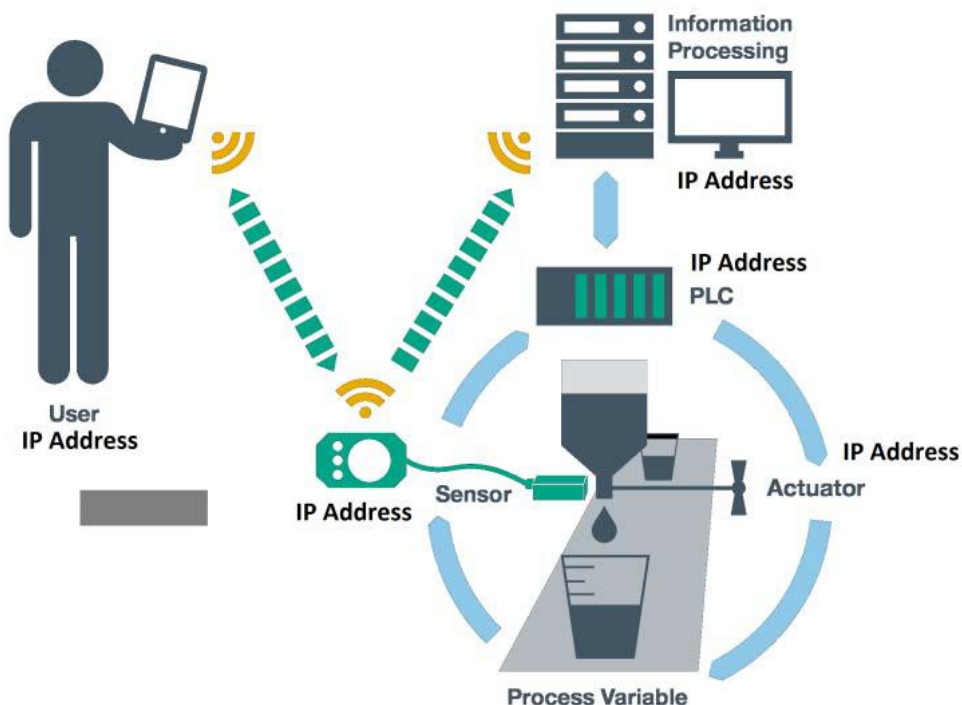 Information
Processing
IP Address
IP Address
PLC
User
IP Address
Sensor
IP Address
IP Address
Actuator
Process Variable